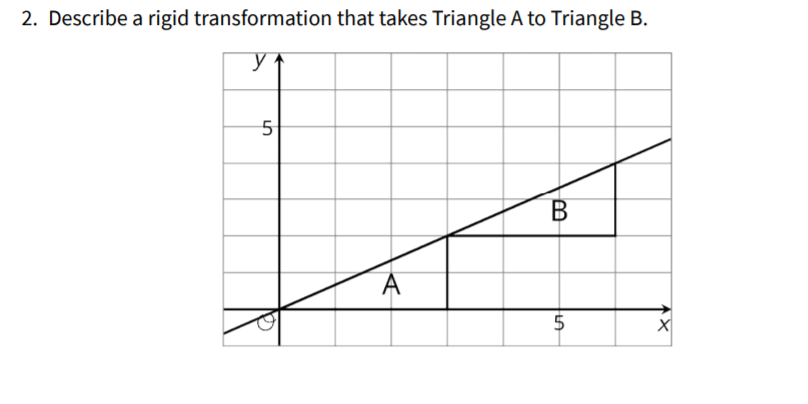 2. Describe a rigid transformation that takes Triangle A to Triangle B.
y
5
B
A
O
5
x